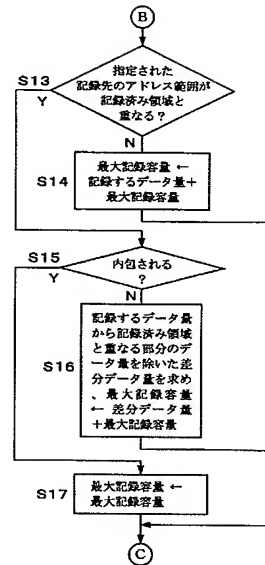 B
S13
指定された
記録先のアドレス範囲が
記録済み領域と
重なる?
Y
N
S14
最大記録容量 ←
記録するデータ量+
最大記録容量
S15
内包される
?
Y
N
S16
記録するデータ量
から記録済み領域
と重なる部分のデ
ータ量を除いた差
分データ量を求め
、最大記録容量
← 差分データ量
+最大記録容量
S17
最大記録容量 ←
最大記録容量
C